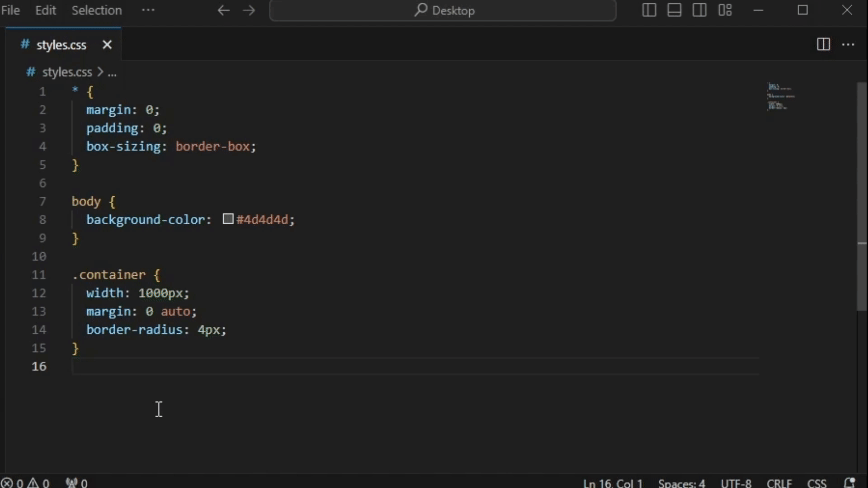 File Edit Selection ··· Desktop
# styles.css
# styles.css > ...
1 * {
2 margin: 0;
3 padding: 0;
4 box-sizing: border-box;
5 }
6
7 body {
8 background-color: #4d4d4d;
9 }
10
11 .container {
12 width: 1000px;
13 margin: 0 auto;
14 border-radius: 4px;
15 }
16
0 0 0 Ln 16, Col 1 Spaces: 4 UTF-8 CRLF CSS